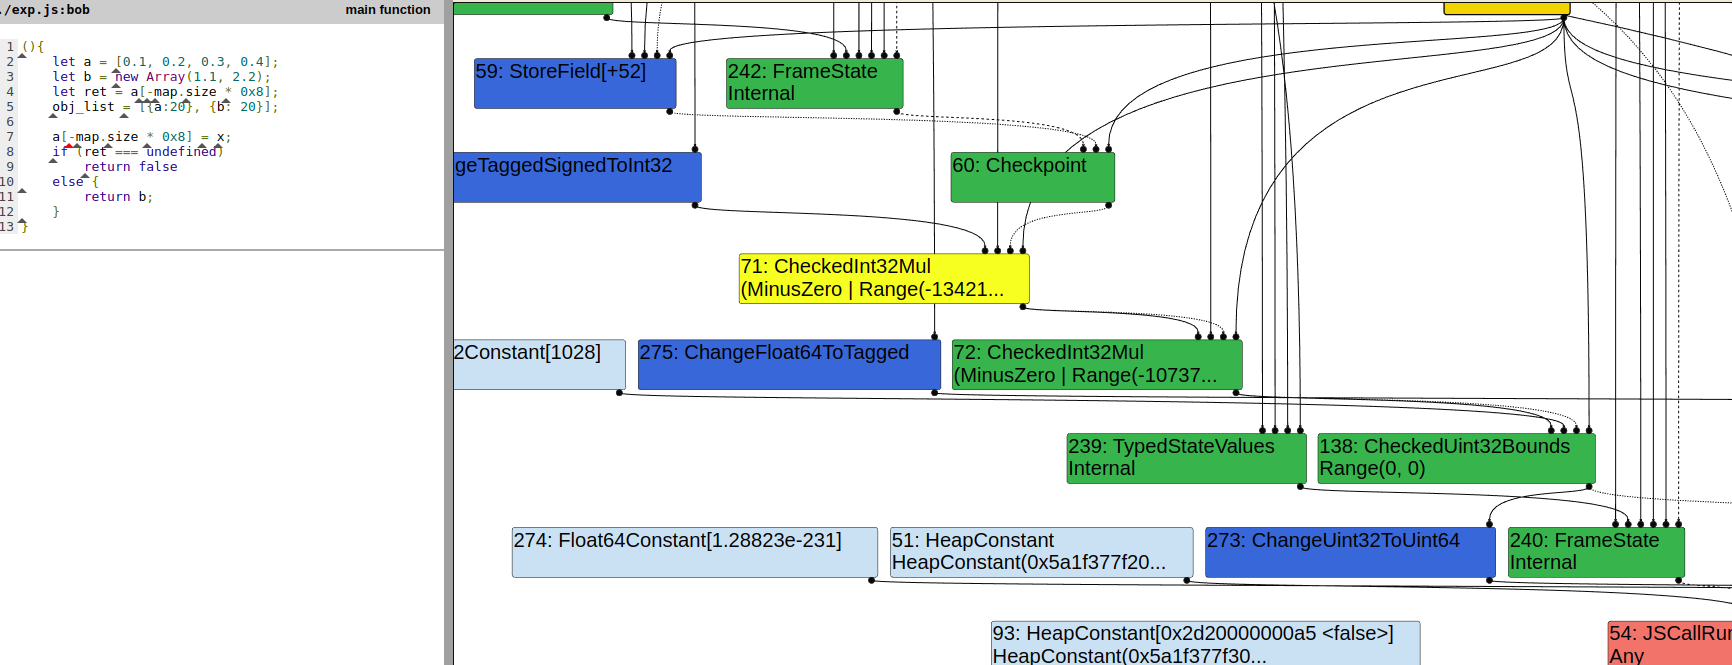 ./exp.js:bob
main function
1 (){
2 let a = [0.1, 0.2, 0.3, 0.4];
3 let b = new Array(1.1, 2.2);
4 let ret = a[-map.size * 0x8];
5 obj_list = [{a:20}, {b: 20}];
6
7 a[-map.size * 0x8] = x;
8 if (ret === undefined)
9 return false
10 else {
11 return b;
12 }
13 }
59: StoreField[+52]
242: FrameState
Internal
geTaggedSignedToInt32
60: Checkpoint
71: CheckedInt32Mul
(MinusZero | Range(-13421...
2Constant[1028]
275: ChangeFloat64ToTagged
72: CheckedInt32Mul
(MinusZero | Range(-10737...
239: TypedStateValues
Internal
138: CheckedUint32Bounds
Range(0, 0)
274: Float64Constant[1.28823e-231]
51: HeapConstant
HeapConstant(0x5a1f377f20...
273: ChangeUint32ToUint64
240: FrameState
Internal
93: HeapConstant[0x2d20000000a5 <false>]
HeapConstant(0x5a1f377f30...
54: JSCallRun
Any